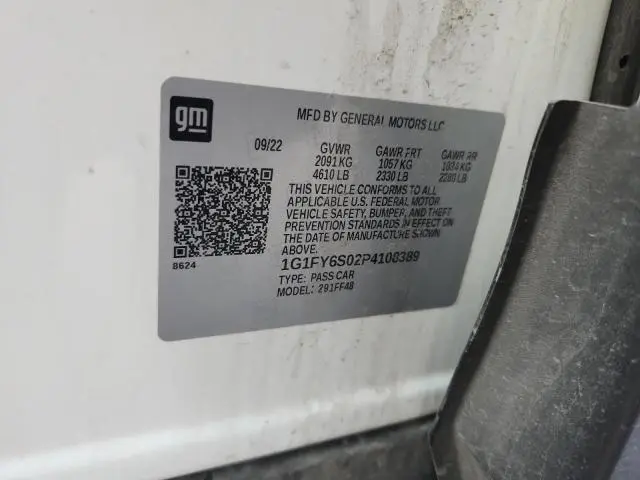 gm
MFD BY GENERAL MOTORS LLC
09/22 GVWR GAWR FRT GAWR RR
2091 KG 1057 KG 1034 KG
4610 LB 2330 LB 2280 LB
THIS VEHICLE CONFORMS TO ALL
APPLICABLE U.S. FEDERAL MOTOR
VEHICLE SAFETY, BUMPER, AND THEFT
PREVENTION STANDARDS IN EFFECT ON
THE DATE OF MANUFACTURE SHOWN
ABOVE.
8624
1G1FY6S02P4108389
TYPE: PASS CAR
MODEL: 291FF48